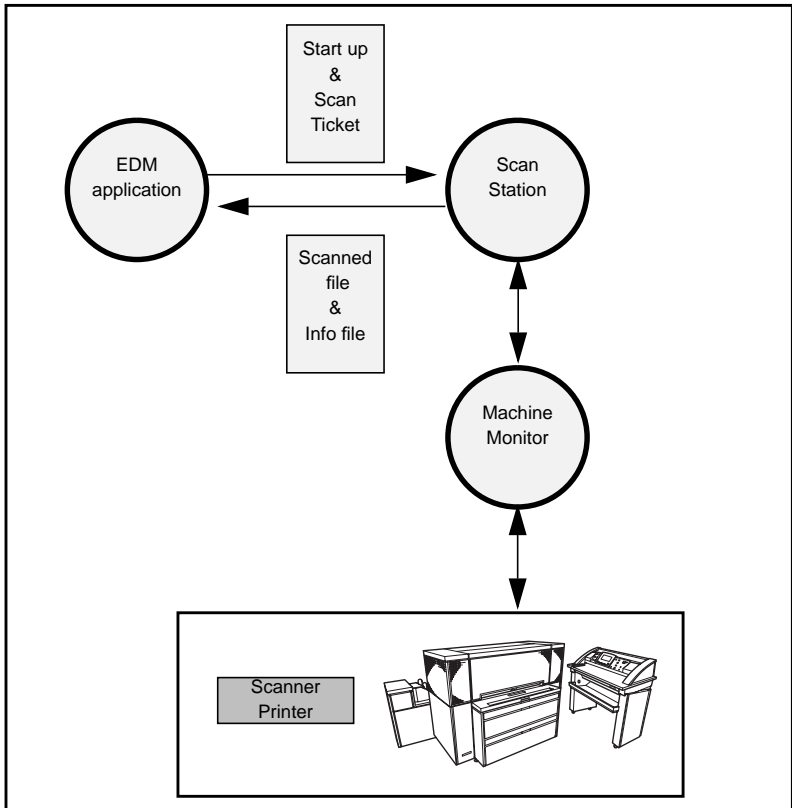 Start up
&
Scan
Ticket
EDM
application
Scan
Station
Scanned
file
&
Info file
Machine
Monitor
Scanner
Printer